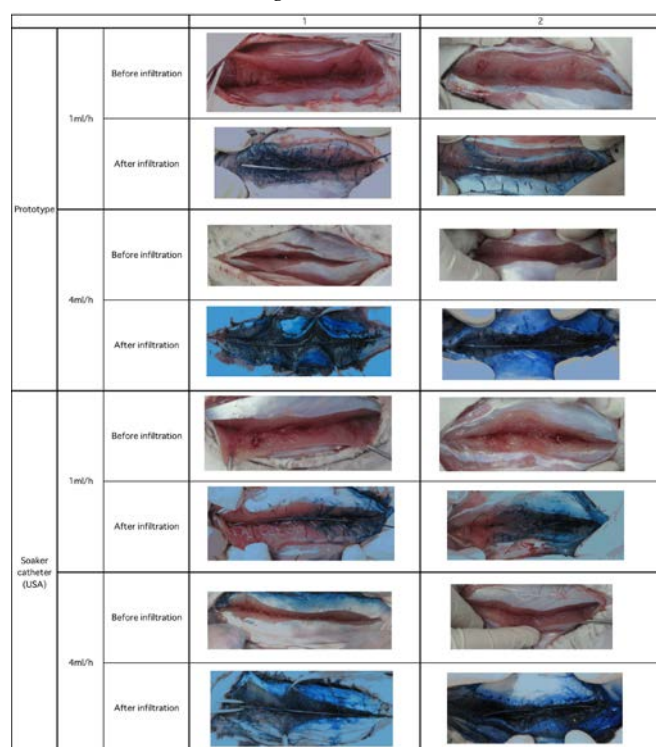 1 2
Prototype
1ml/h
Before infiltration
After infiltration
4ml/h
Before infiltration
After infiltration
Soaker
catheter
(USA)
1ml/h
Before infiltration
After infiltration
4ml/h
Before infiltration
After infiltration